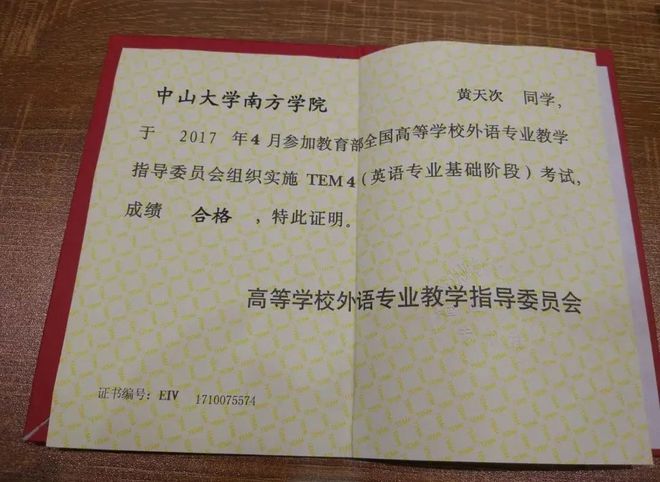 中山大学南方学院 黄天次 同学，
于 2017 年 4 月参加教育部全国高等学校外语专业教学
指导委员会组织实施 TEM 4（英语专业基础阶段）考试，
成绩 合格 ，特此证明。
高等学校外语专业教学指导委员会
证书编号：EIV 1710075574